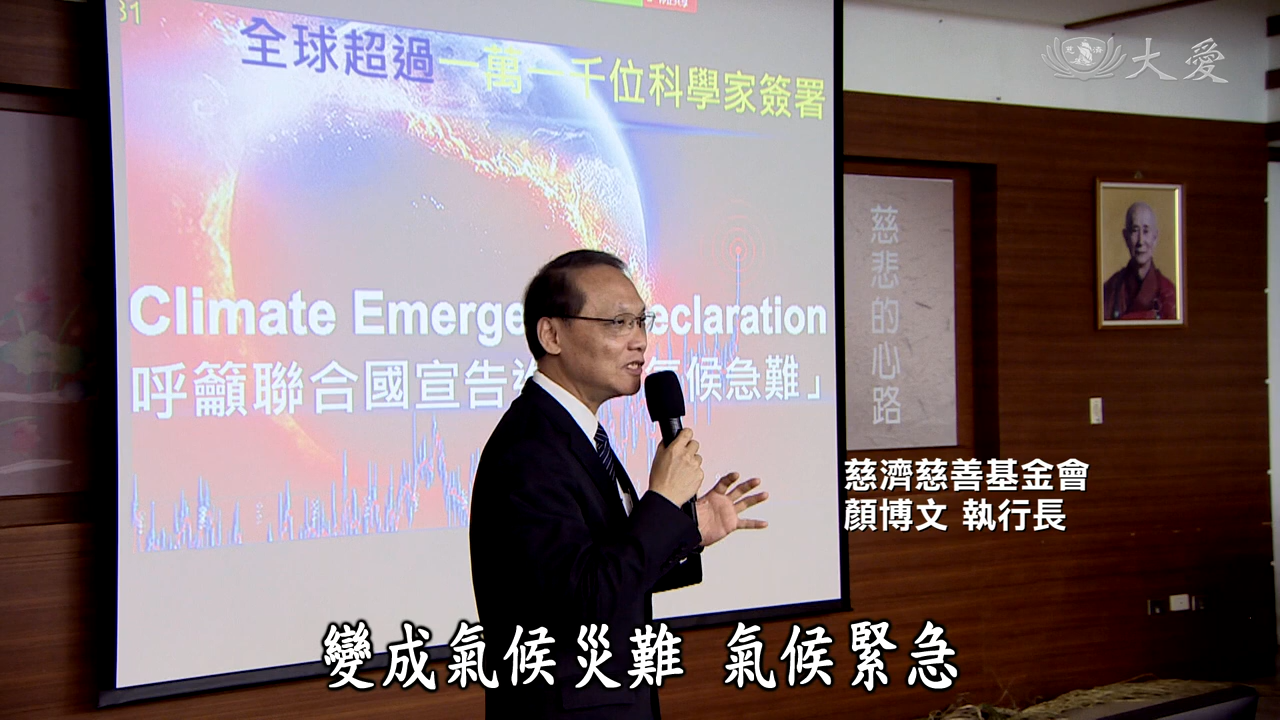 31
全球超過一萬一千位科學家簽署
大愛
慈悲的心路
Climate Emerge eclaration
呼籲聯合國宣告 氣候急難」
慈濟慈善基金會
顏博文 執行長
變成氣候災難 氣候緊急